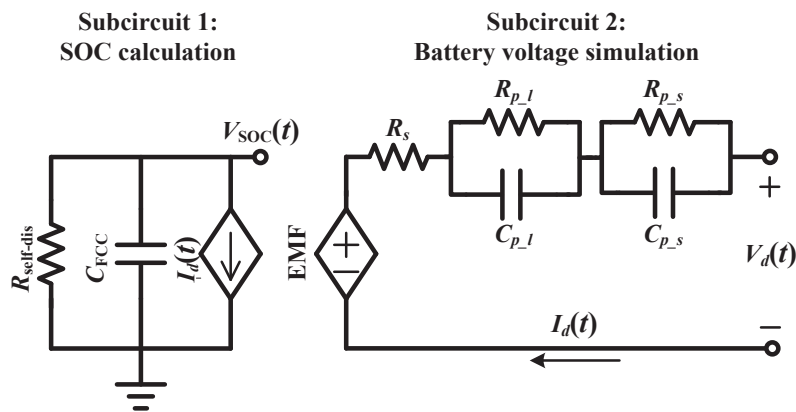 Subcircuit 1:
SOC calculation
Subcircuit 2:
Battery voltage simulation
V_SOC(t)
R_self-dis
C_FCC
I_d(t)
EMF
+
−
R_s
R_p_l
C_p_l
R_p_s
C_p_s
+
V_d(t)
−
I_d(t)